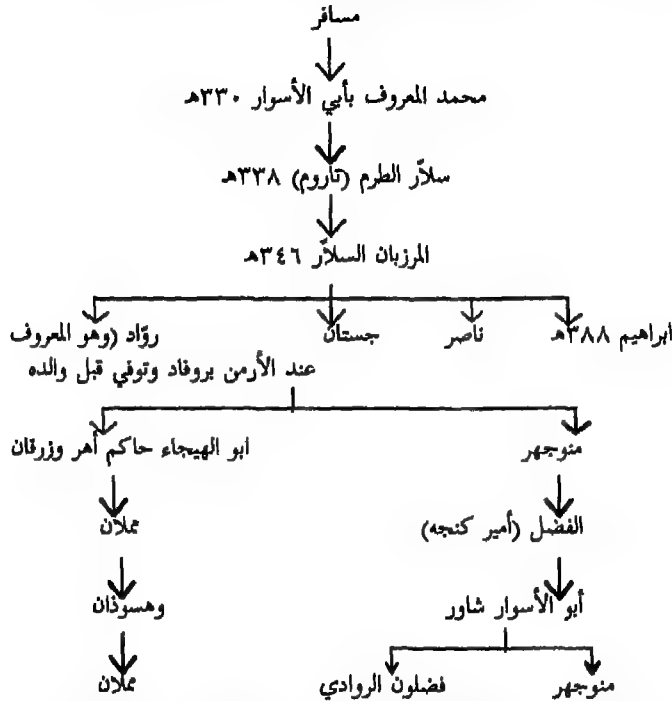 مسافر
محمد المعروف بأبي الأسوار ٣٣٠هـ
سلاّر الطرم (تاروم) ٣٣٨هـ
المرزبان السلاّر ٣٤٦هـ
ابراهيم ٣٨٨هـ ناصر جستان روّاد (وهو المعروف
عند الأرمن بروفاد وتوفي قبل والده
منوجهر ابو الهيجاء حاكم أهر وزرقان
الفضل (أمير كنجه) مملان
أبو الأسوار شاور وهسوذان
منوجهر فضلون الروادي مملان